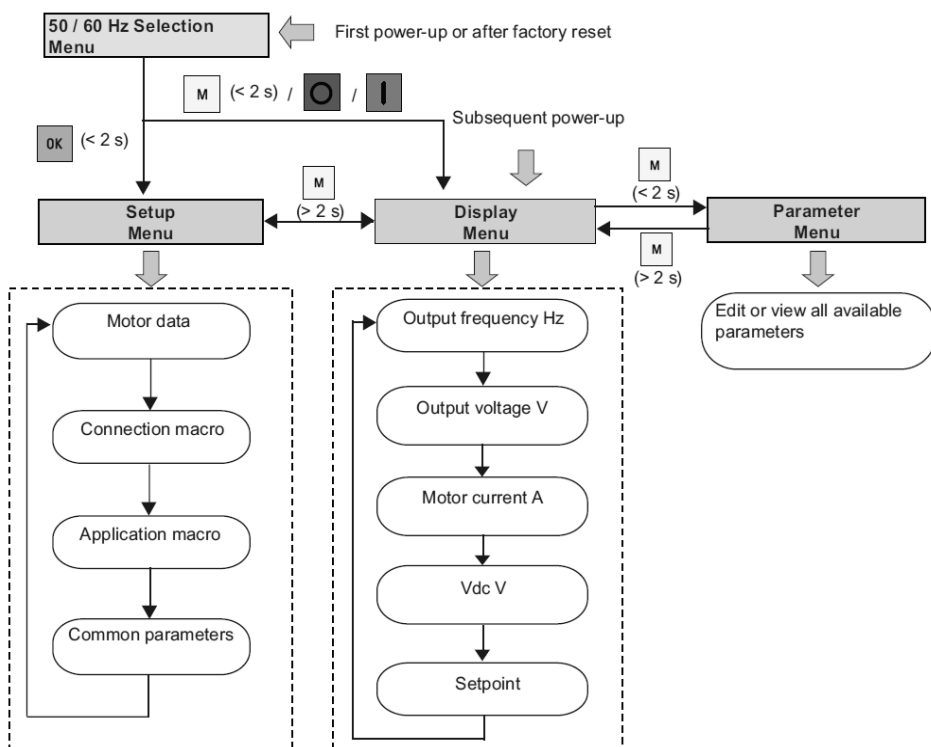 50 / 60 Hz Selection
Menu
First power-up or after factory reset
M (< 2 s) / O / I
Subsequent power-up
OK (< 2 s)
M
(> 2 s)
M
(< 2 s)
Setup
Menu
Display
Menu
Parameter
Menu
M
(> 2 s)
Motor data
Connection macro
Application macro
Common parameters
Output frequency Hz
Output voltage V
Motor current A
Vdc V
Setpoint
Edit or view all available
parameters